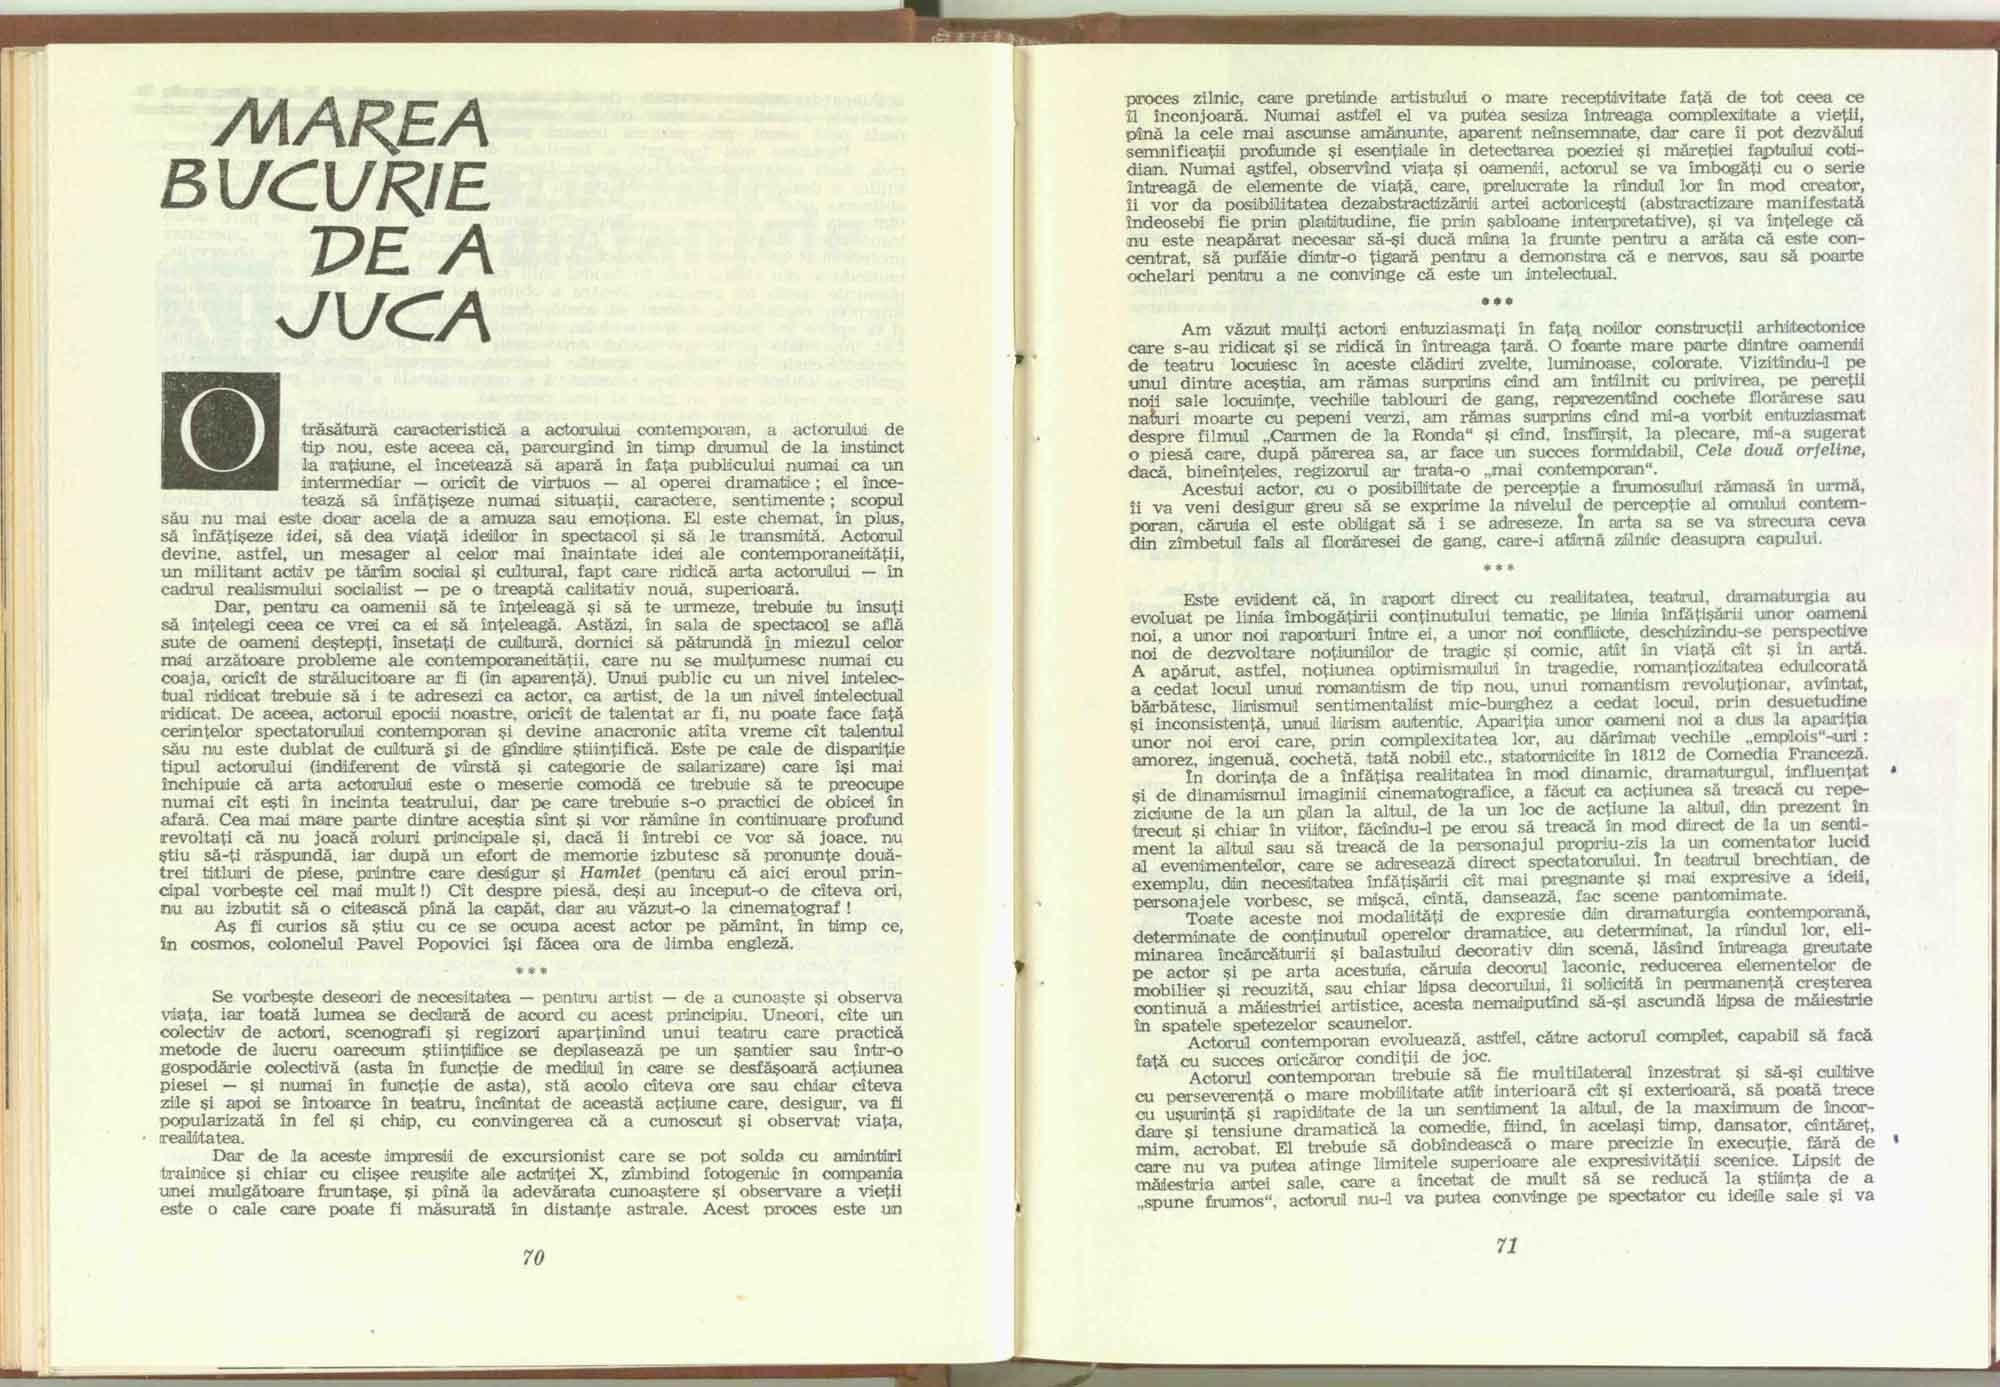 MAREA
BUCURIE
DE A
JUCA
O
trăsătură caracteristică a actorului contemporan, a actorului de
tip nou, este aceea că, parcurgînd în timp drumul de la instinct
la rațiune, el încetează să apară în fața publicului numai ca un
intermediar — oricît de virtuos — al operei dramatice ; el înce-
tează să înfățișeze numai situații, caractere, sentimente ; scopul
său nu mai este doar acela de a amuza sau emoționa. El este chemat, în plus,
să înfățișeze idei, să dea viață ideilor în spectacol și să le transmită. Actorul
devine, astfel, un mesager al celor mai înaintate idei ale contemporaneității,
un militant activ pe tărîm social și cultural, fapt care ridică arta actorului — în
cadrul realismului socialist — pe o treaptă calitativ nouă, superioară.
Dar, pentru ca oamenii să te înțeleagă și să te urmeze, trebuie tu însuți
să înțelegi ceea ce vrei ca ei să înțeleagă. Astăzi, în sala de spectacol se află
sute de oameni deștepți, însetați de cultură, dornici să pătrundă în miezul celor
mai arzătoare probleme ale contemporaneității, care nu se mulțumesc numai cu
coaja, oricît de strălucitoare ar fi (în aparență). Unui public cu un nivel intelec-
tual ridicat trebuie să i te adresezi ca actor, ca artist, de la un nivel intelectual
ridicat. De aceea, actorul epocii noastre, oricît de talentat ar fi, nu poate face față
cerințelor spectatorului contemporan și devine anacronic atîta vreme cît talentul
său nu este dublat de cultură și de gîndire științifică. Este pe cale de dispariție
tipul actorului (indiferent de vîrstă și categorie de salarizare) care își mai
închipuie că arta actorului este o meserie comodă ce trebuie să te preocupe
numai cît ești în incinta teatrului, dar pe care trebuie s-o practici de obicei în
afară. Cea mai mare parte dintre aceștia sînt și vor rămîne în continuare profund
revoltați că nu joacă roluri principale și, dacă îi întrebi ce vor să joace, nu
știu să-ți răspundă, iar după un efort de memorie izbutesc să pronunțe două-
trei titluri de piese, printre care desigur și Hamlet (pentru că aici eroul prin-
cipal vorbește cel mai mult !) Cît despre piesă, deși au început-o de cîteva ori,
nu au izbutit să o citească pînă la capăt, dar au văzut-o la cinematograf !
Aș fi curios să știu cu ce se ocupa acest actor pe pămînt, în timp ce,
în cosmos, colonelul Pavel Popovici își făcea ora de limba engleză.
***
Se vorbește deseori de necesitatea — pentru artist — de a cunoaște și observa
viața, iar toată lumea se declară de acord cu acest principiu. Uneori, cîte un
colectiv de actori, scenografi și regizori aparținînd unui teatru care practică
metode de lucru oarecum științifice se deplasează pe un șantier sau într-o
gospodărie colectivă (asta în funcție de mediul în care se desfășoară acțiunea
piesei — și numai în funcție de asta), stă acolo cîteva ore sau chiar cîteva
zile și apoi se întoarce în teatru, încîntat de această acțiune care, desigur, va fi
popularizată în fel și chip, cu convingerea că a cunoscut și observat viața,
realitatea.
Dar de la aceste impresii de excursionist care se pot solda cu amintiri
trainice și chiar cu clișee reușite ale actriței X, zîmbind fotogenic în compania
unei mulgătoare fruntașe, și pînă la adevărata cunoaștere și observare a vieții
este o cale care poate fi măsurată în distanțe astrale. Acest proces este un
70
proces zilnic, care pretinde artistului o mare receptivitate față de tot ceea ce
îl înconjoară. Numai astfel el va putea sesiza întreaga complexitate a vieții,
pînă la cele mai ascunse amănunte, aparent neînsemnate, dar care îi pot dezvălui
semnificații profunde și esențiale în detectarea poeziei și măreției faptului coti-
dian. Numai astfel, observînd viața și oamenii, actorul se va îmbogăți cu o serie
întreagă de elemente de viață, care, prelucrate la rîndul lor în mod creator,
îi vor da posibilitatea dezabstractizării artei actoricești (abstractizare manifestată
îndeosebi fie prin platitudine, fie prin șabloane interpretative), și va înțelege că
nu este neapărat necesar să-și ducă mîna la frunte pentru a arăta că este con-
centrat, să pufăie dintr-o țigară pentru a demonstra că e nervos, sau să poarte
ochelari pentru a ne convinge că este un intelectual.
***
Am văzut mulți actori entuziasmați în fața noilor construcții arhitectonice
care s-au ridicat și se ridică în întreaga țară. O foarte mare parte dintre oamenii
de teatru locuiesc în aceste clădiri zvelte, luminoase, colorate. Vizitîndu-l pe
unul dintre aceștia, am rămas surprins cînd am întîlnit cu privirea, pe pereții
noii sale locuințe, vechile tablouri de gang, reprezentînd cochete florărese sau
naturi moarte cu pepeni verzi, am rămas surprins cînd mi-a vorbit entuziasmat
despre filmul „Carmen de la Ronda“ și cînd, însfîrșit, la plecare, mi-a sugerat
o piesă care, după părerea sa, ar face un succes formidabil, Cele două orfeline,
dacă, bineînțeles, regizorul ar trata-o „mai contemporan“.
Acestui actor, cu o posibilitate de percepție a frumosului rămasă în urmă,
îi va veni desigur greu să se exprime la nivelul de percepție al omului contem-
poran, căruia el este obligat să i se adreseze. În arta sa se va strecura ceva
din zîmbetul fals al florăresei de gang, care-i atîrnă zilnic deasupra capului.
***
Este evident că, în raport direct cu realitatea, teatrul, dramaturgia au
evoluat pe linia îmbogățirii conținutului tematic, pe linia înfățișării unor oameni
noi, a unor noi raporturi între ei, a unor noi conflicte, deschizîndu-se perspective
noi de dezvoltare noțiunilor de tragic și comic, atît în viață cît și în artă.
A apărut, astfel, noțiunea optimismului în tragedie, romanțiozitatea edulcorată
a cedat locul unui romantism de tip nou, unui romantism revoluționar, avîntat,
bărbătesc, lirismul sentimentalist mic-burghez a cedat locul, prin desuetudine
și inconsistență, unui lirism autentic. Apariția unor oameni noi a dus la apariția
unor noi eroi care, prin complexitatea lor, au dărîmat vechile „emplois“-uri :
amorez, ingenuă, cochetă, tată nobil etc., statornicite în 1812 de Comedia Franceză.
În dorința de a înfățișa realitatea în mod dinamic, dramaturgul, influențat
și de dinamismul imaginii cinematografice, a făcut ca acțiunea să treacă cu repe-
ziciune de la un plan la altul, de la un loc de acțiune la altul, din prezent în
trecut și chiar în viitor, făcîndu-l pe erou să treacă în mod direct de la un senti-
ment la altul sau să treacă de la personajul propriu-zis la un comentator lucid
al evenimentelor, care se adresează direct spectatorului. În teatrul brechtian, de
exemplu, din necesitatea înfățișării cît mai pregnante și mai expresive a ideii,
personajele vorbesc, se mișcă, cîntă, dansează, fac scene pantomimate.
Toate aceste noi modalități de expresie din dramaturgia contemporană,
determinate de conținutul operelor dramatice, au determinat, la rîndul lor, eli-
minarea încărcăturii și balastului decorativ din scenă, lăsînd întreaga greutate
pe actor și pe arta acestuia, căruia decorul laconic, reducerea elementelor de
mobilier și recuzită, sau chiar lipsa decorului, îi solicită în permanență creșterea
continuă a măiestriei artistice, acesta nemaiputînd să-și ascundă lipsa de măiestrie
în spatele spetezelor scaunelor.
Actorul contemporan evoluează, astfel, către actorul complet, capabil să facă
față cu succes oricăror condiții de joc.
Actorul contemporan trebuie să fie multilateral înzestrat și să-și cultive
cu perseverență o mare mobilitate atît interioară cît și exterioară, să poată trece
cu ușurință și rapiditate de la un sentiment la altul, de la maximum de încor-
dare și tensiune dramatică la comedie, fiind, în același timp, dansator, cîntăreț,
mim, acrobat. El trebuie să dobîndească o mare precizie în execuție, fără de
care nu va putea atinge limitele superioare ale expresivității scenice. Lipsit de
măiestria artei sale, care a încetat de mult să se reducă la știința de a
„spune frumos“, actorul nu-l va putea convinge pe spectator cu ideile sale și va
71